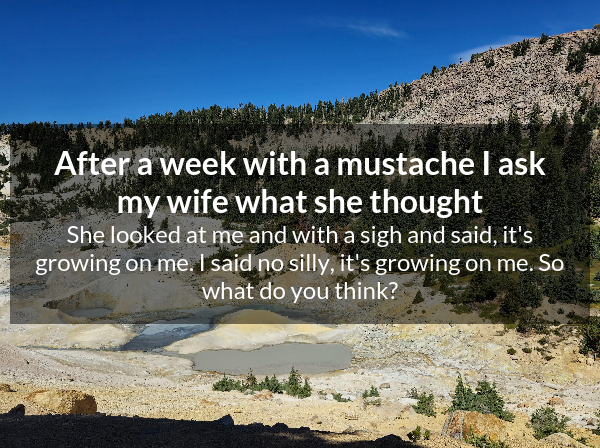 After a week with a mustache I ask
my wife what she thought
She looked at me and with a sigh and said, it's
growing on me. I said no silly, it's growing on me. So
what do you think?